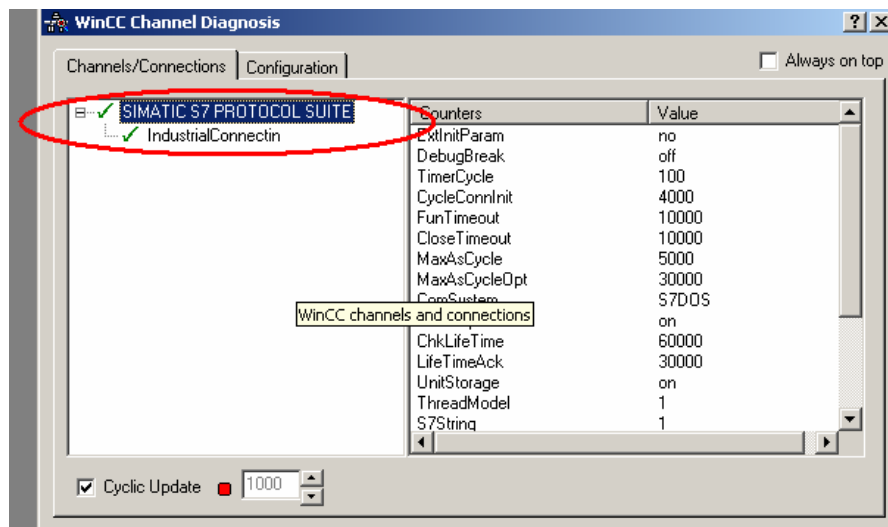 WinCC Channel Diagnosis
Channels/Connections Configuration Always on top
SIMATIC S7 PROTOCOL SUITE
IndustrialConnectin
Counters Value
ExtInitParam no
DebugBreak off
TimerCycle 100
CycleConnInit 4000
FunTimeout 10000
CloseTimeout 10000
MaxAsCycle 5000
MaxAsCycleOpt 30000
ComSystem S7DOS
WinCC channels and connections
on
ChkLifeTime 60000
LifeTimeAck 30000
UnitStorage on
ThreadModel 1
S7String 1
Cyclic Update 1000